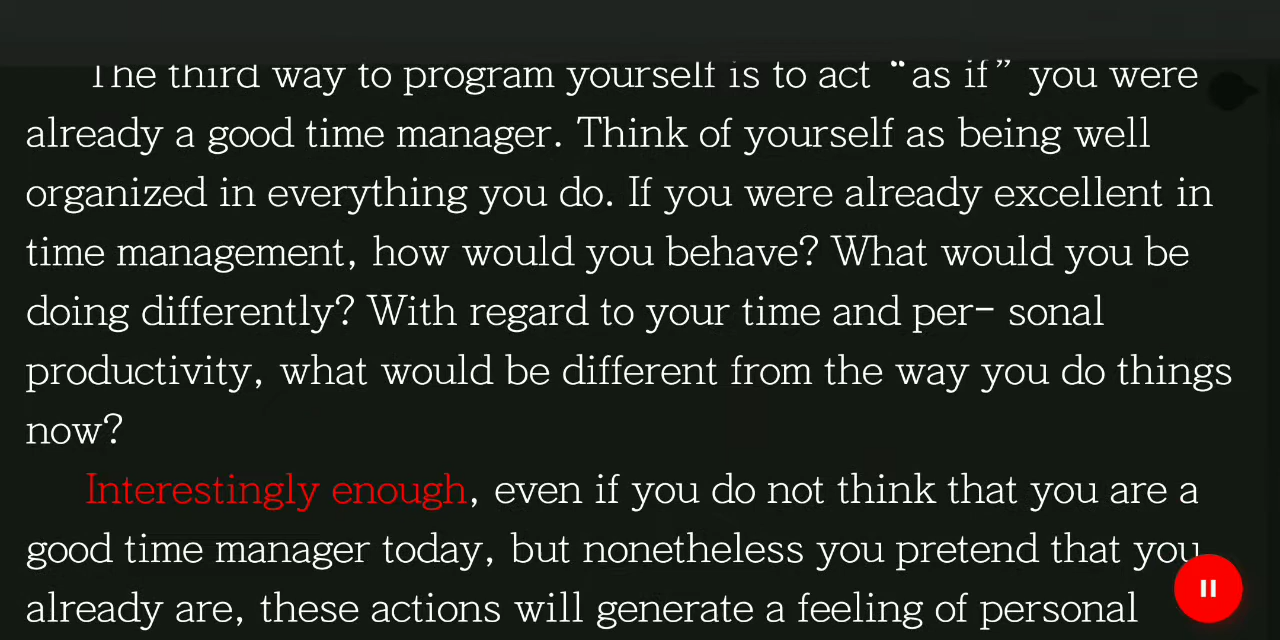 The third way to program yourself is to act “as if” you were
already a good time manager. Think of yourself as being well
organized in everything you do. If you were already excellent in
time management, how would you behave? What would you be
doing differently? With regard to your time and per- sonal
productivity, what would be different from the way you do things
now?
Interestingly enough, even if you do not think that you are a
good time manager today, but nonetheless you pretend that you
already are, these actions will generate a feeling of personal